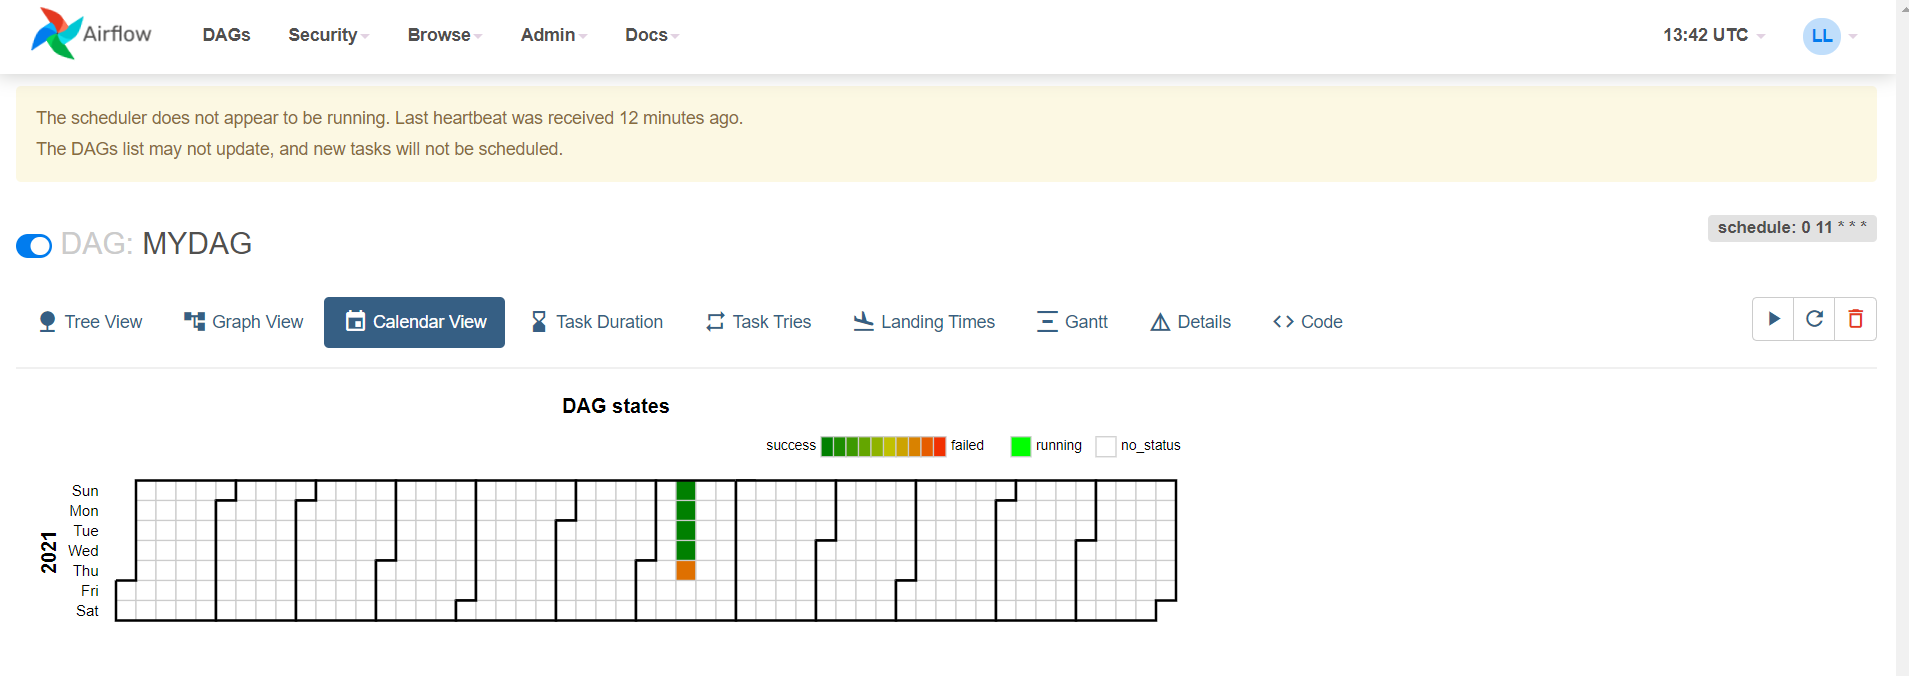 Airflow DAGs Security Browse Admin Docs 13:42 UTC LL
The scheduler does not appear to be running. Last heartbeat was received 12 minutes ago.
The DAGs list may not update, and new tasks will not be scheduled.
schedule: 0 11 * * *
DAG: MYDAG
Tree View Graph View Calendar View Task Duration Task Tries Landing Times Gantt Details Code
DAG states
success failed running no_status
2021
Sun
Mon
Tue
Wed
Thu
Fri
Sat